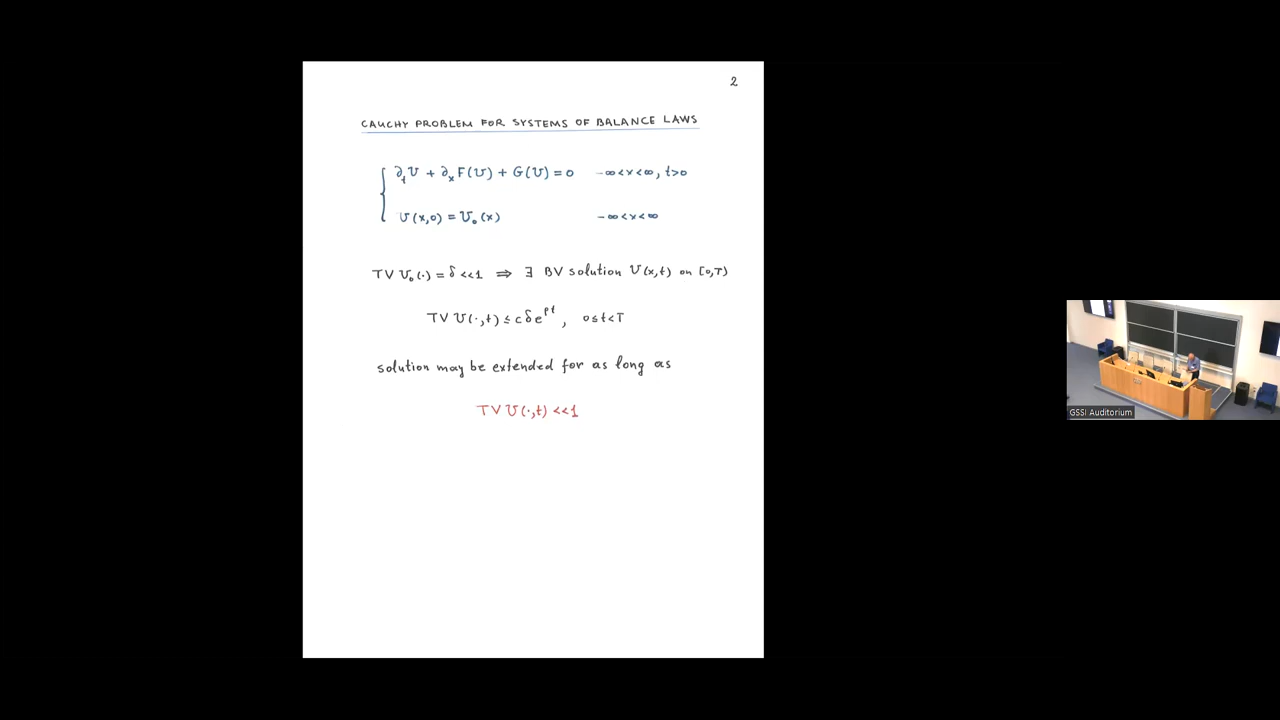 2
CAUCHY PROBLEM FOR SYSTEMS OF BALANCE LAWS
∂ₜU + ∂ₓF(U) + G(U) = 0   -∞<x<∞, t>0
U(x,0) = U₀(x)   -∞<x<∞
TV U₀(·) = δ <<1 ⇒ ∃ BV solution U(x,t) on [0,T)
TV U(·,t) ≤ cδe^{ρt}, 0≤t<T
solution may be extended for as long as
TV U(·,t) <<1
GSSI Auditorium